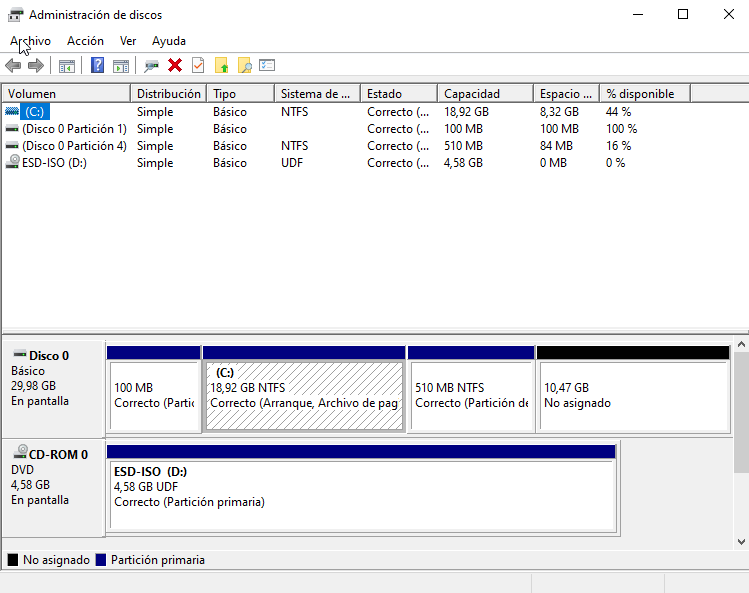 Administración de discos
Archivo Acción Ver Ayuda
Volumen Distribución Tipo Sistema de ... Estado Capacidad Espacio ... % disponible
(C:) Simple Básico NTFS Correcto (... 18,92 GB 8,32 GB 44 %
(Disco 0 Partición 1) Simple Básico Correcto (... 100 MB 100 MB 100 %
(Disco 0 Partición 4) Simple Básico NTFS Correcto (... 510 MB 84 MB 16 %
ESD-ISO (D:) Simple Básico UDF Correcto (... 4,58 GB 0 MB 0 %
Disco 0
Básico
29,98 GB
En pantalla
100 MB
Correcto (Partic
(C:)
18,92 GB NTFS
Correcto (Arranque, Archivo de pag
510 MB NTFS
Correcto (Partición de
10,47 GB
No asignado
CD-ROM 0
DVD
4,58 GB
En pantalla
ESD-ISO (D:)
4,58 GB UDF
Correcto (Partición primaria)
No asignado Partición primaria